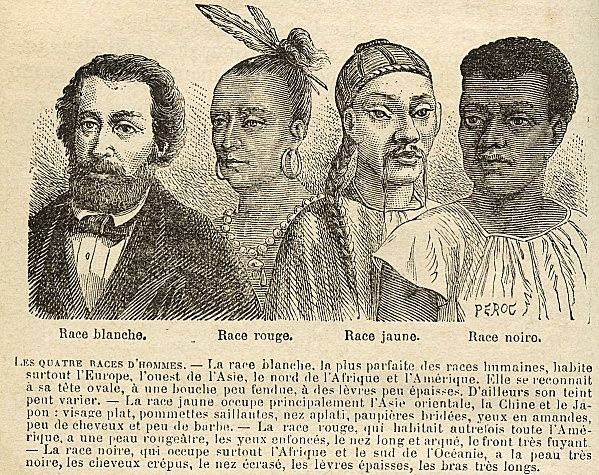 PEROC
Race blanche. Race rouge. Race jaune. Race noire.
LES QUATRE RACES D'HOMMES. — La race blanche, la plus parfaite des races humaines, habite
surtout l'Europe, l'ouest de l'Asie, le nord de l'Afrique et l'Amérique. Elle se reconnait
à sa tête ovale, à une bouche peu fendue, à des lèvres peu épaisses. D'ailleurs son teint
peut varier. — La race jaune occupe principalement l'Asie orientale, la Chine et le Ja-
pon : visage plat, pommettes saillantes, nez aplati, paupières bridées, yeux en amandes,
peu de cheveux et peu de barbe. — La race rouge, qui habitait autrefois toute l'Amé-
rique, a une peau rougeâtre, les yeux enfoncés, le nez long et arqué, le front très fuyant.
— La race noire, qui occupe surtout l'Afrique et le sud de l'Océanie, a la peau très
noire, les cheveux crépus, le nez écrasé, les lèvres épaisses, les bras très longs.